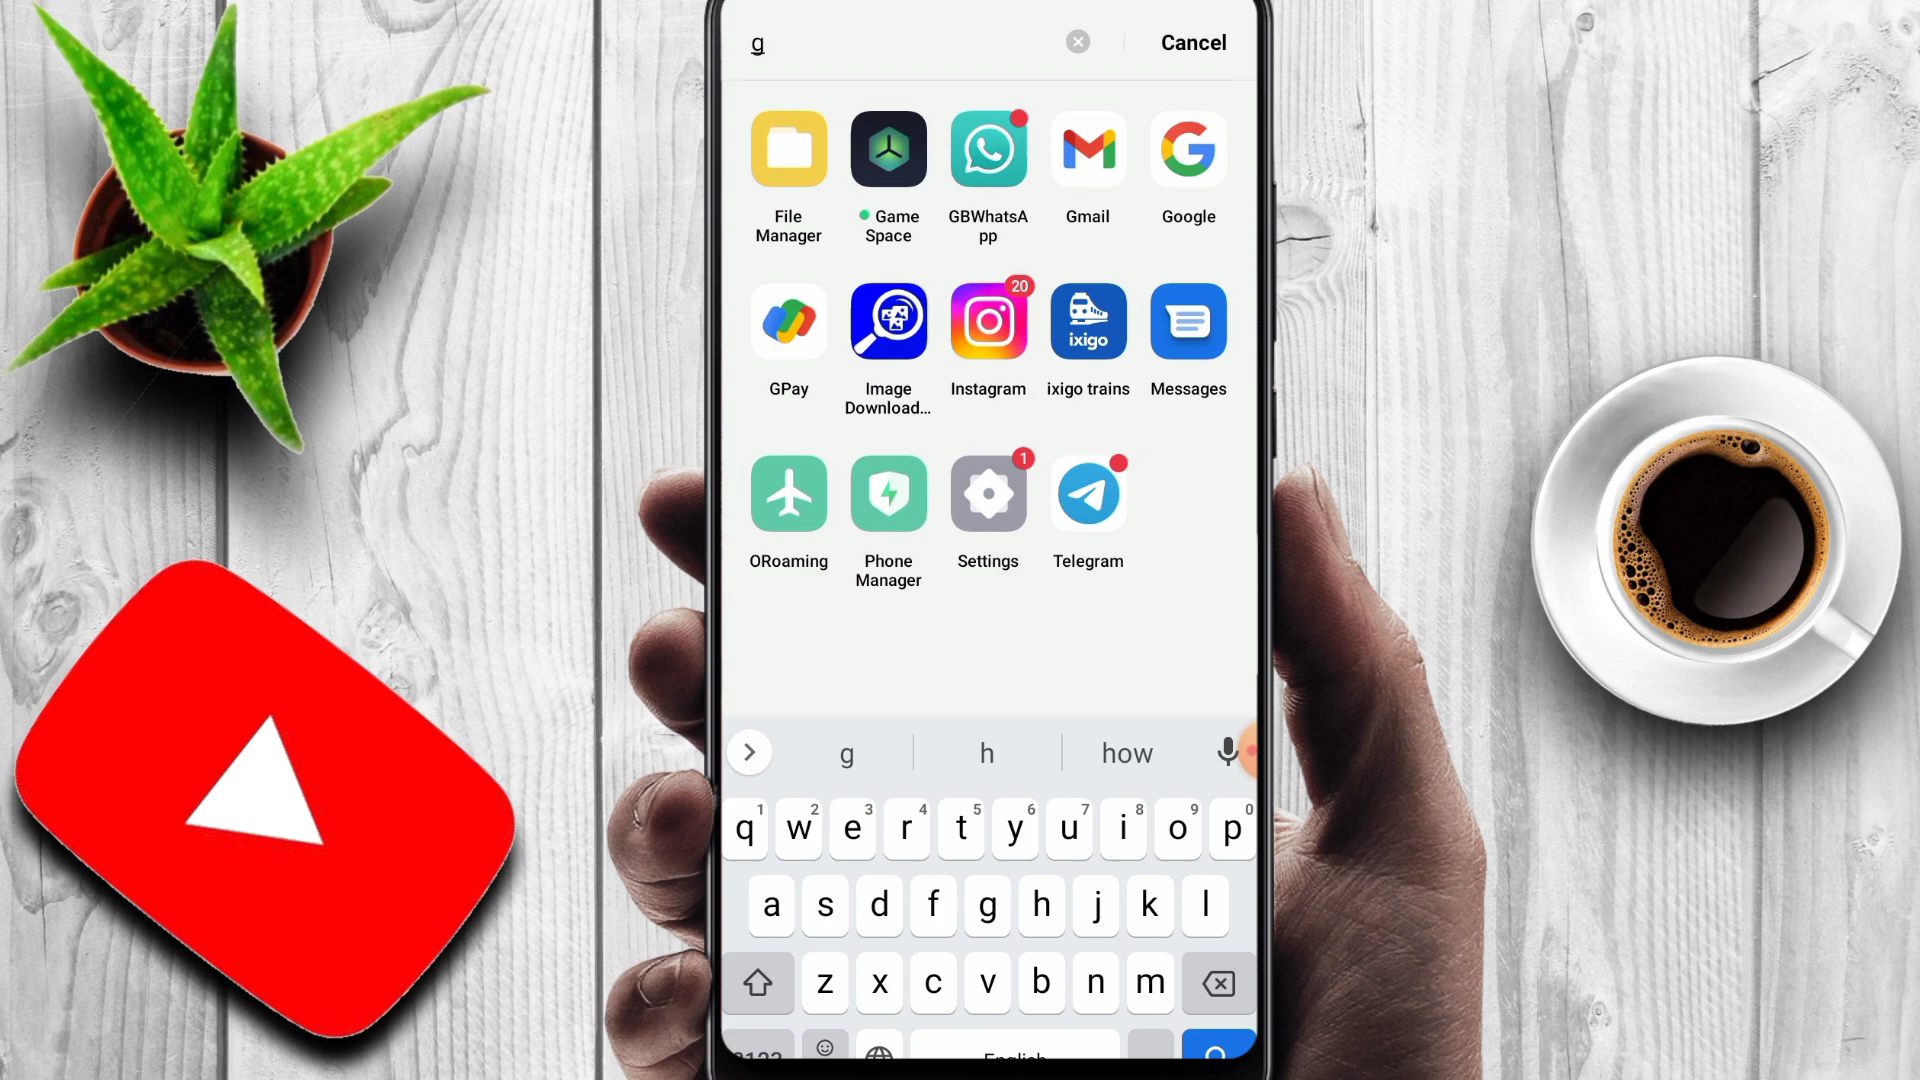 g
Cancel
File
Manager
Game
Space
GBWhatsA
pp
Gmail
Google
GPay
Image
Download...
20
Instagram
ixigo
ixigo trains
Messages
ORoaming
Phone
Manager
1
Settings
Telegram
g h how
1 2 3 4 5 6 7 8 9 0
q w e r t y u i o p
a s d f g h j k l
z x c v b n m
English